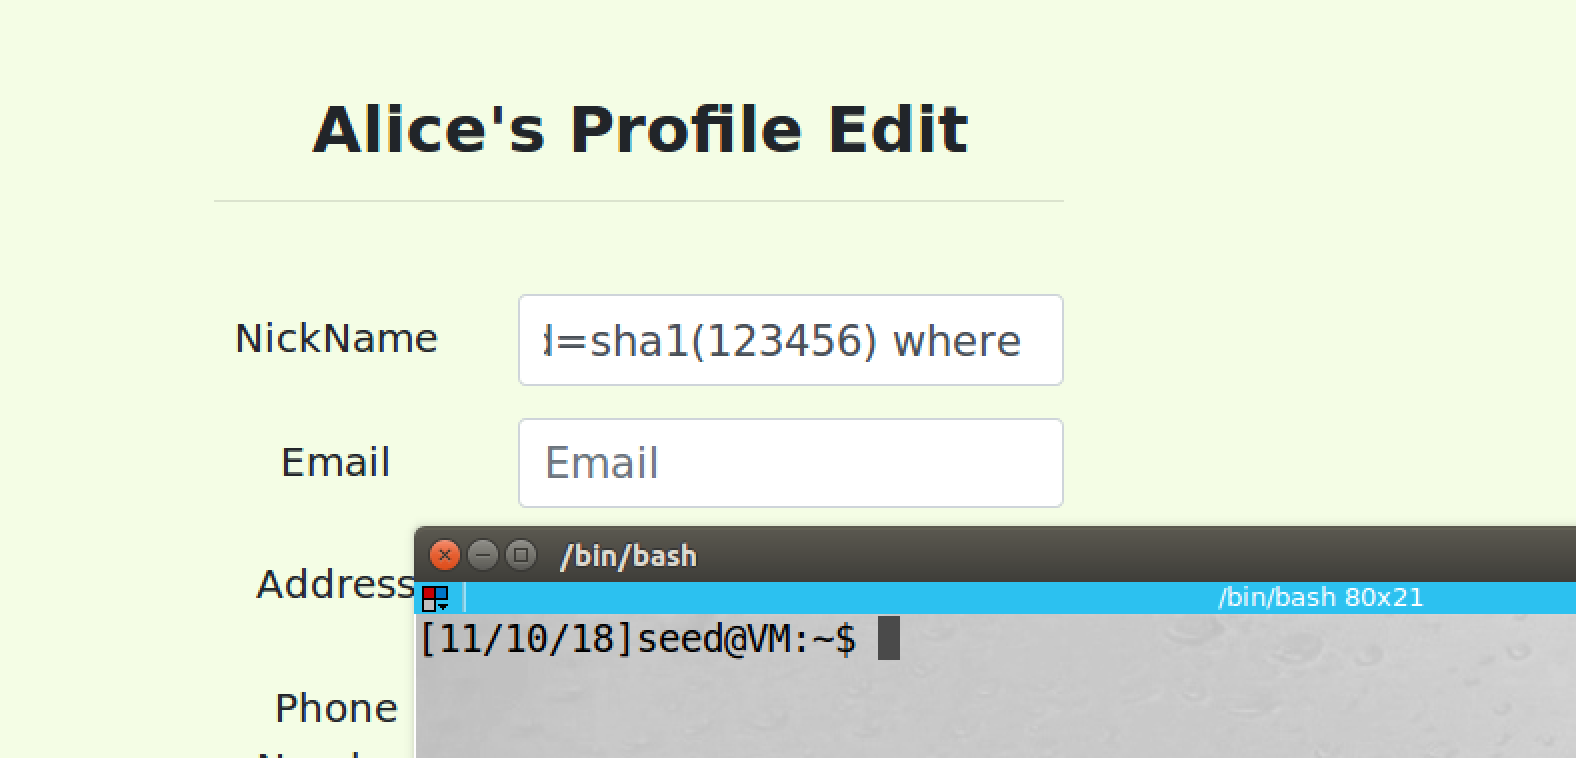 Alice's Profile Edit
NickName
=sha1(123456) where
Email
Email
/bin/bash
Address
/bin/bash 80x21
[11/10/18]seed@VM:~$
Phone